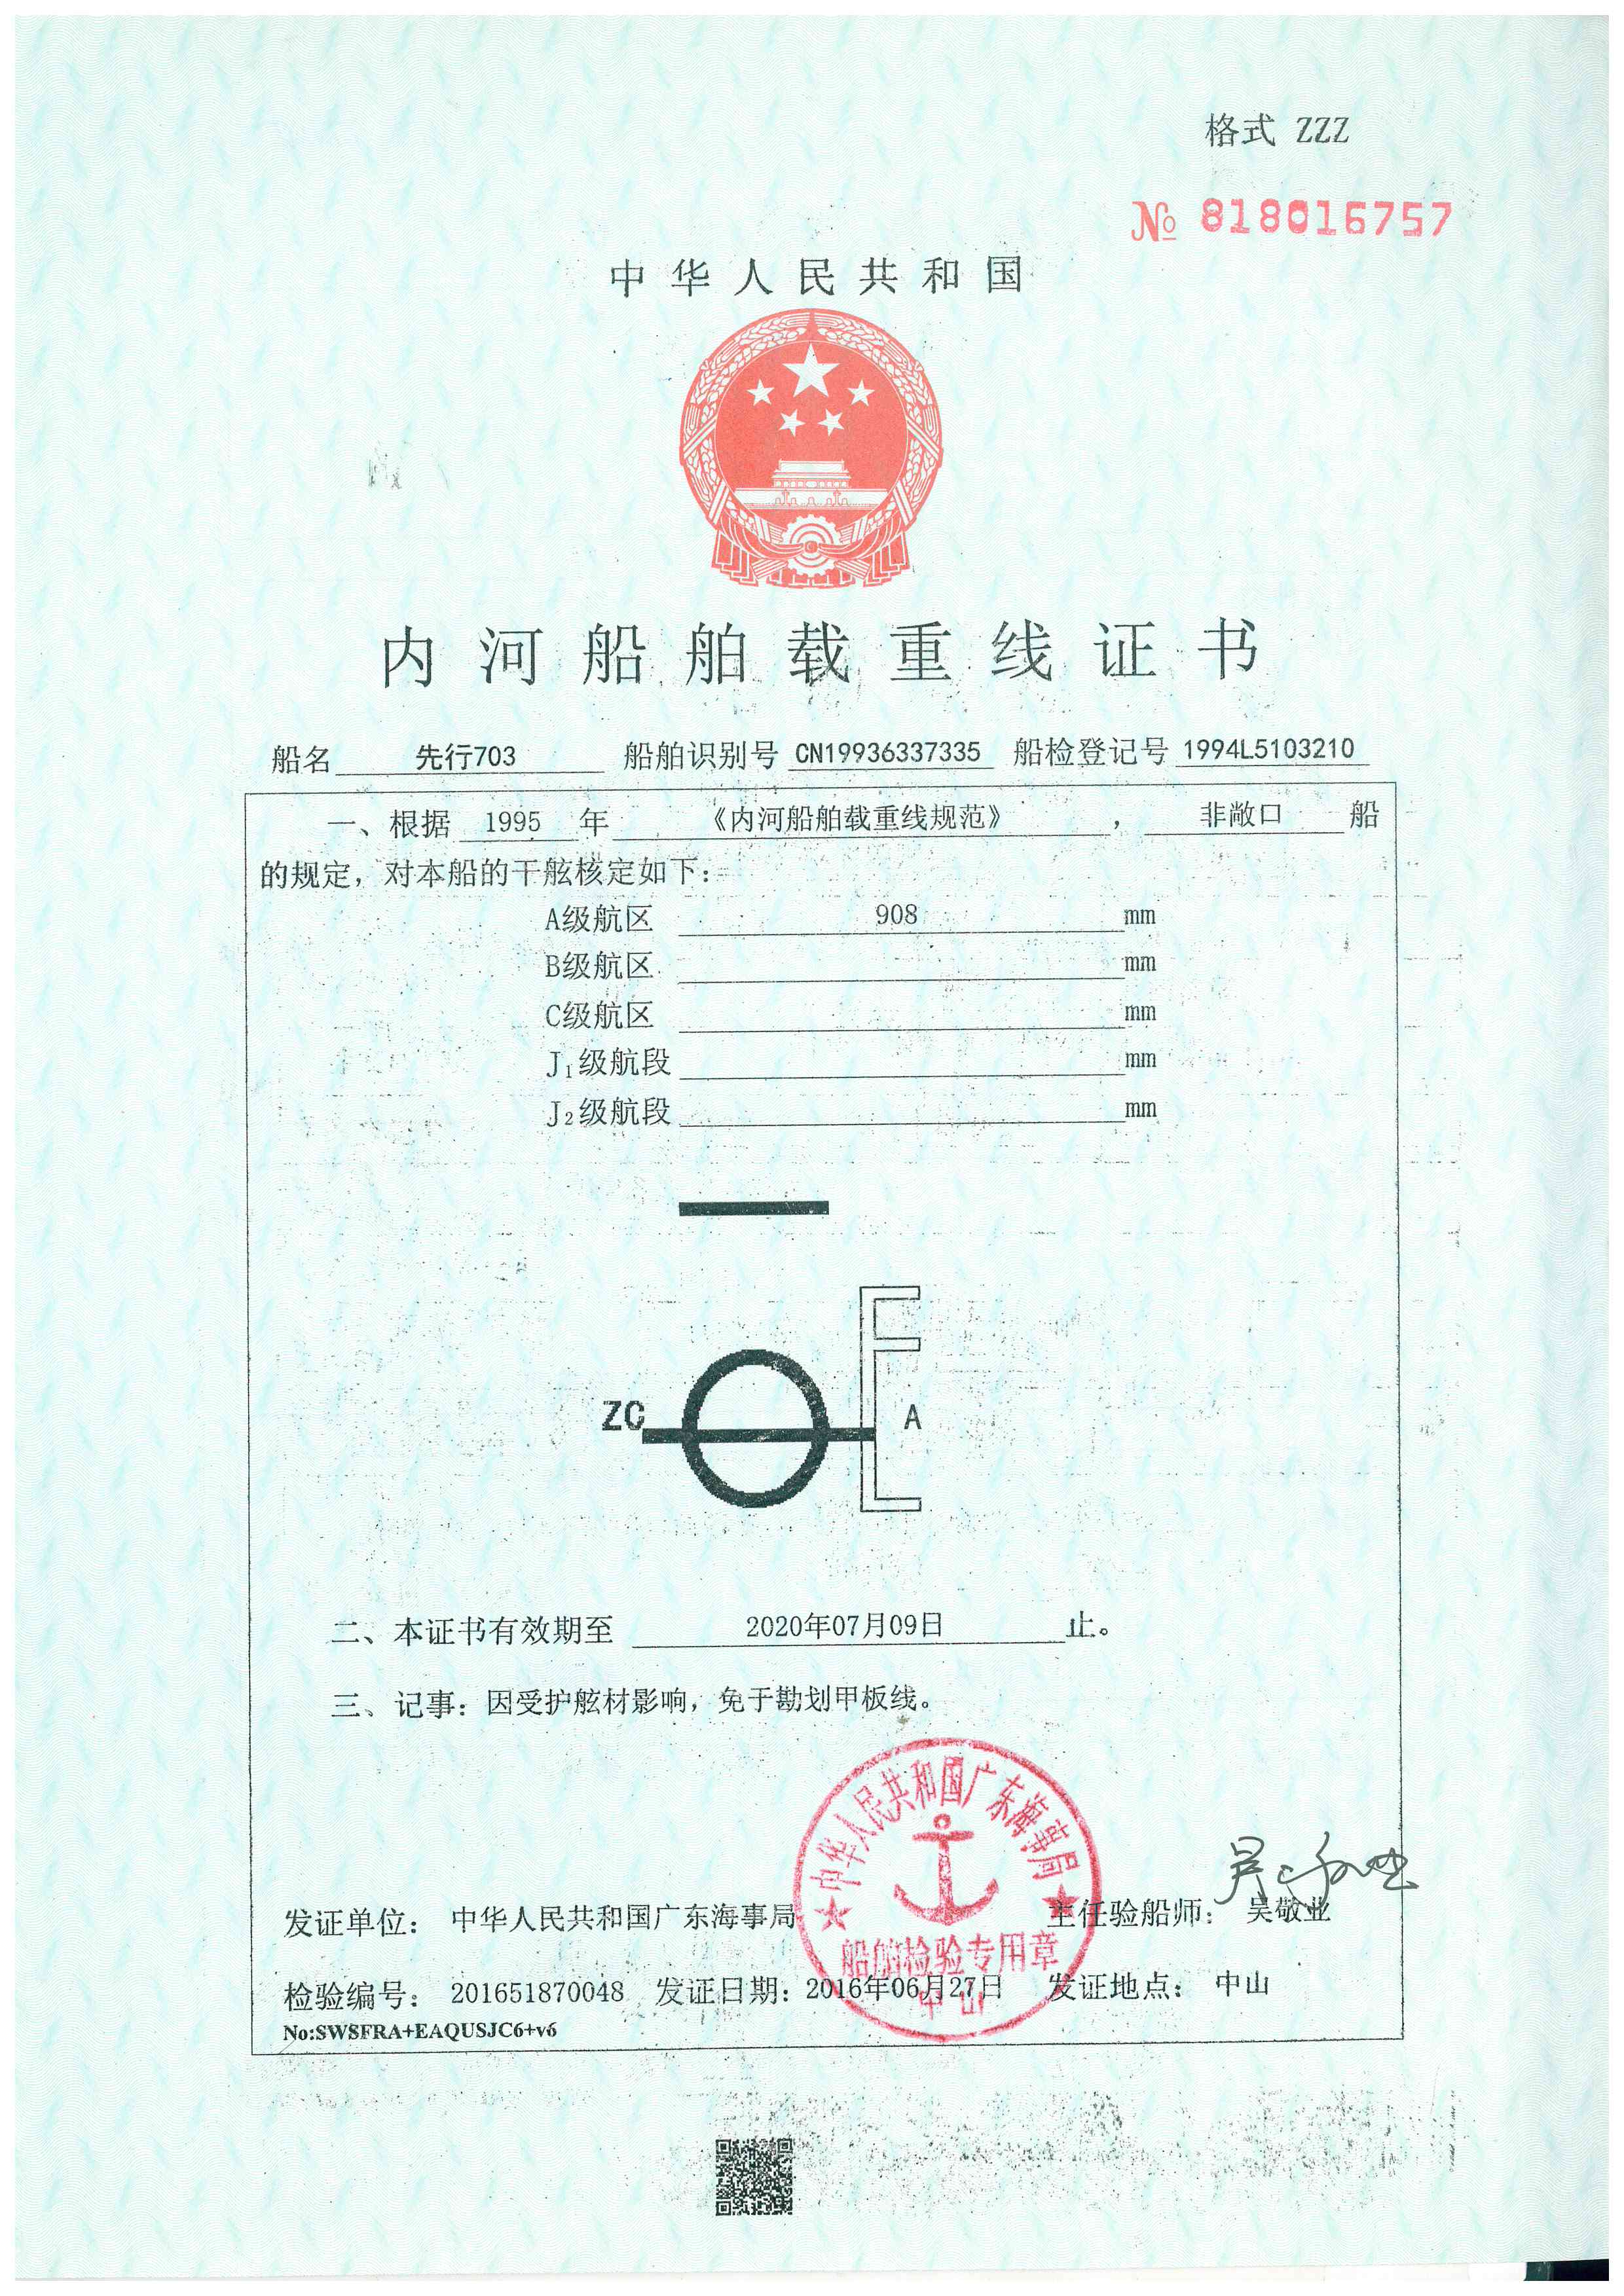 格式 ZZZ
№ 818016757
中华人民共和国
内河船舶载重线证书
船名 先行703 船舶识别号 CN19936337335 船检登记号 1994L5103210
一、根据 1995 年 《内河船舶载重线规范》 ， 非敞口 船
的规定，对本船的干舷核定如下：
A级航区 908 mm
B级航区 mm
C级航区 mm
J₁级航段 mm
J₂级航段 mm
ZC A
二、本证书有效期至 2020年07月09日 止。
三、记事：因受护舷材影响，免于勘划甲板线。
中华人民共和国广东海事局
船舶检验专用章
中山
发证单位： 中华人民共和国广东海事局 主任验船师： 吴敬业
检验编号： 201651870048 发证日期：2016年06月27日 发证地点： 中山
No:SWSFRA+EAQUSJC6+v6